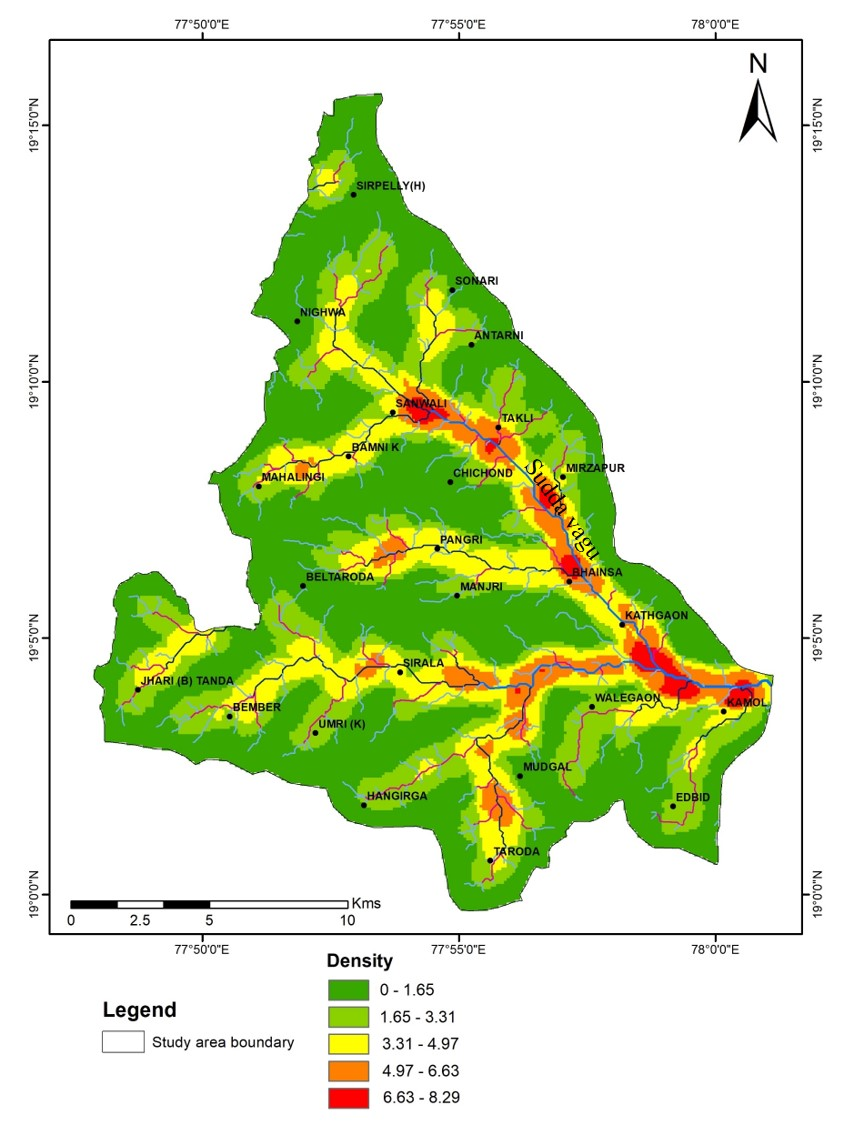 77°50'0"E 77°55'0"E 78°0'0"E
N
19°15'0"N 19°15'0"N
SIRPELLY(H)
SONARI
NIGHWA
ANTARNI
19°10'0"N 19°10'0"N
SANWALI
TAKLI
BAMNI K
MAHALINGI
CHICHOND
MIRZAPUR
Sudda vagu
PANGRI
BELTARODA
MANJRI
BHAINSA
KATHGAON
19°5'0"N 19°5'0"N
SIRALA
JHARI (B) TANDA
BEMBER
UMRI (K)
WALEGAON
KAMOL
MUDGAL
HANGIRGA
EDBID
TARODA
19°0'0"N 19°0'0"N
Kms
0 2.5 5 10
77°50'0"E 77°55'0"E 78°0'0"E
Density
0 - 1.65
1.65 - 3.31
3.31 - 4.97
4.97 - 6.63
6.63 - 8.29
Legend
Study area boundary